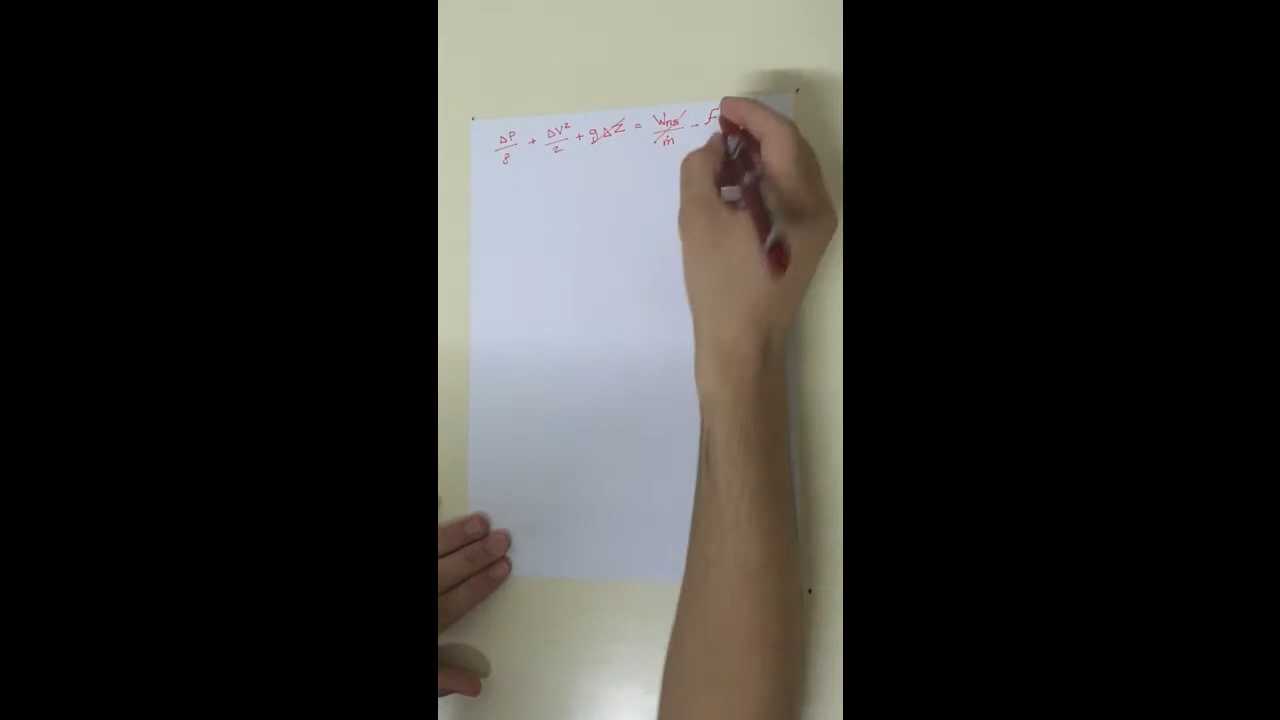 ΔP/ρ + ΔV²/2 + gΔZ = Wns/ṁ - F